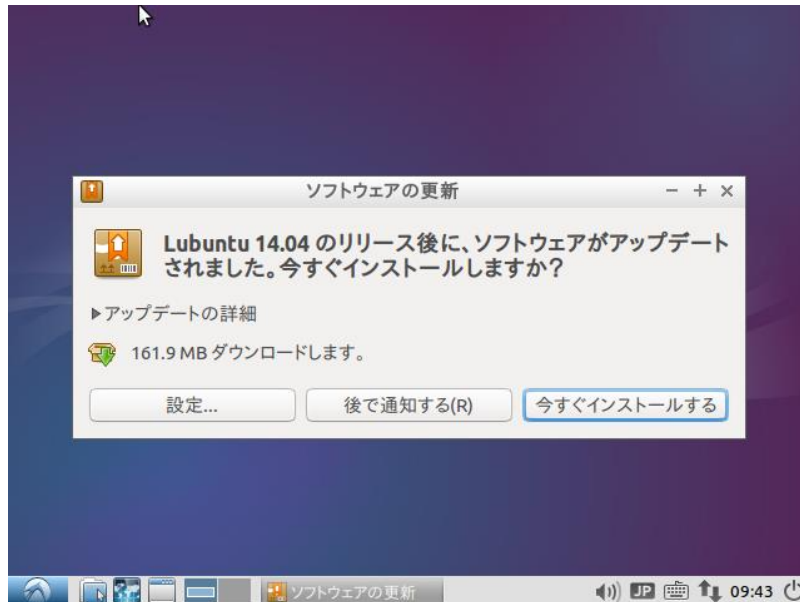 ソフトウェアの更新
Lubuntu 14.04 のリリース後に、ソフトウェアがアップデート
されました。今すぐインストールしますか?
アップデートの詳細
161.9 MB ダウンロードします。
設定...
後で通知する(R)
今すぐインストールする
ソフトウェアの更新
JP
09:43